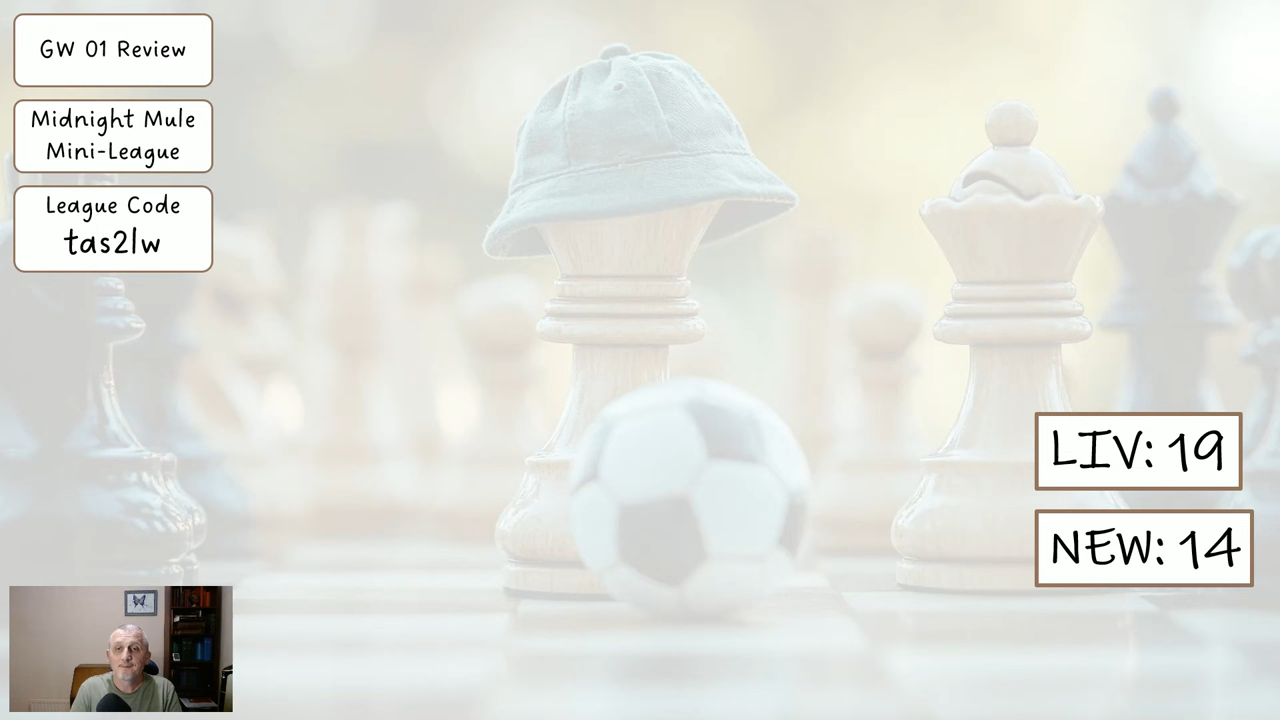 GW 01 Review
Midnight Mule
Mini-League
League Code
tas2lw
LIV: 19
NEW: 14